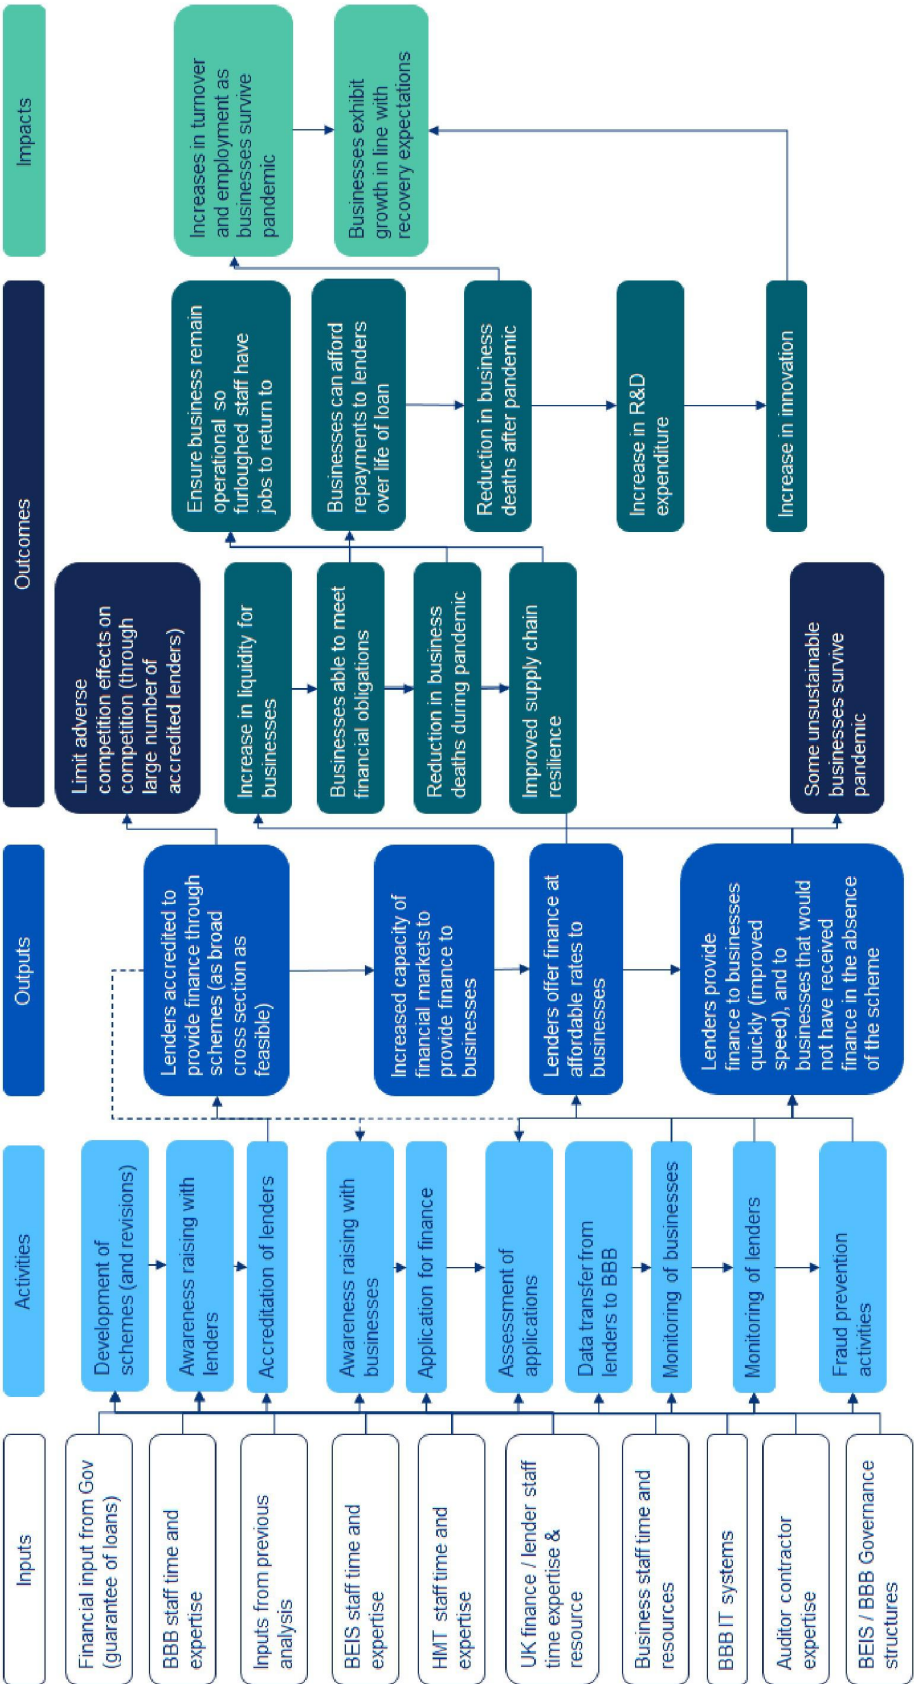 Inputs
Financial input from Gov
(guarantee of loans)
BBB staff time and
expertise
Inputs from previous
analysis
BEIS staff time and
expertise
HMT staff time and
expertise
UK finance / lender staff
time expertise &
resource
Business staff time and
resources
BBB IT systems
Auditor contractor
expertise
BEIS / BBB Governance
structures
Activities
Development of
schemes (and revisions)
Awareness raising with
lenders
Accreditation of lenders
Awareness raising with
businesses
Application for finance
Assessment of
applications
Data transfer from
lenders to BBB
Monitoring of businesses
Monitoring of lenders
Fraud prevention
activities
Outputs
Lenders accredited to
provide finance through
schemes (as broad
cross section as
feasible)
Increased capacity of
financial markets to
provide finance to
businesses
Lenders offer finance at
affordable rates to
businesses
Lenders provide
finance to businesses
quickly (improved
speed), and to
businesses that would
not have received
finance in the absence
of the scheme
Outcomes
Limit adverse
competition effects on
competition (through
large number of
accredited lenders)
Increase in liquidity for
businesses
Businesses able to meet
financial obligations
Reduction in business
deaths during pandemic
Improved supply chain
resilience
Some unsustainable
businesses survive
pandemic
Ensure business remain
operational so
furloughed staff have
jobs to return to
Businesses can afford
repayments to lenders
over life of loan
Reduction in business
deaths after pandemic
Increase in R&D
expenditure
Increase in innovation
Impacts
Increases in turnover
and employment as
businesses survive
pandemic
Businesses exhibit
growth in line with
recovery expectations